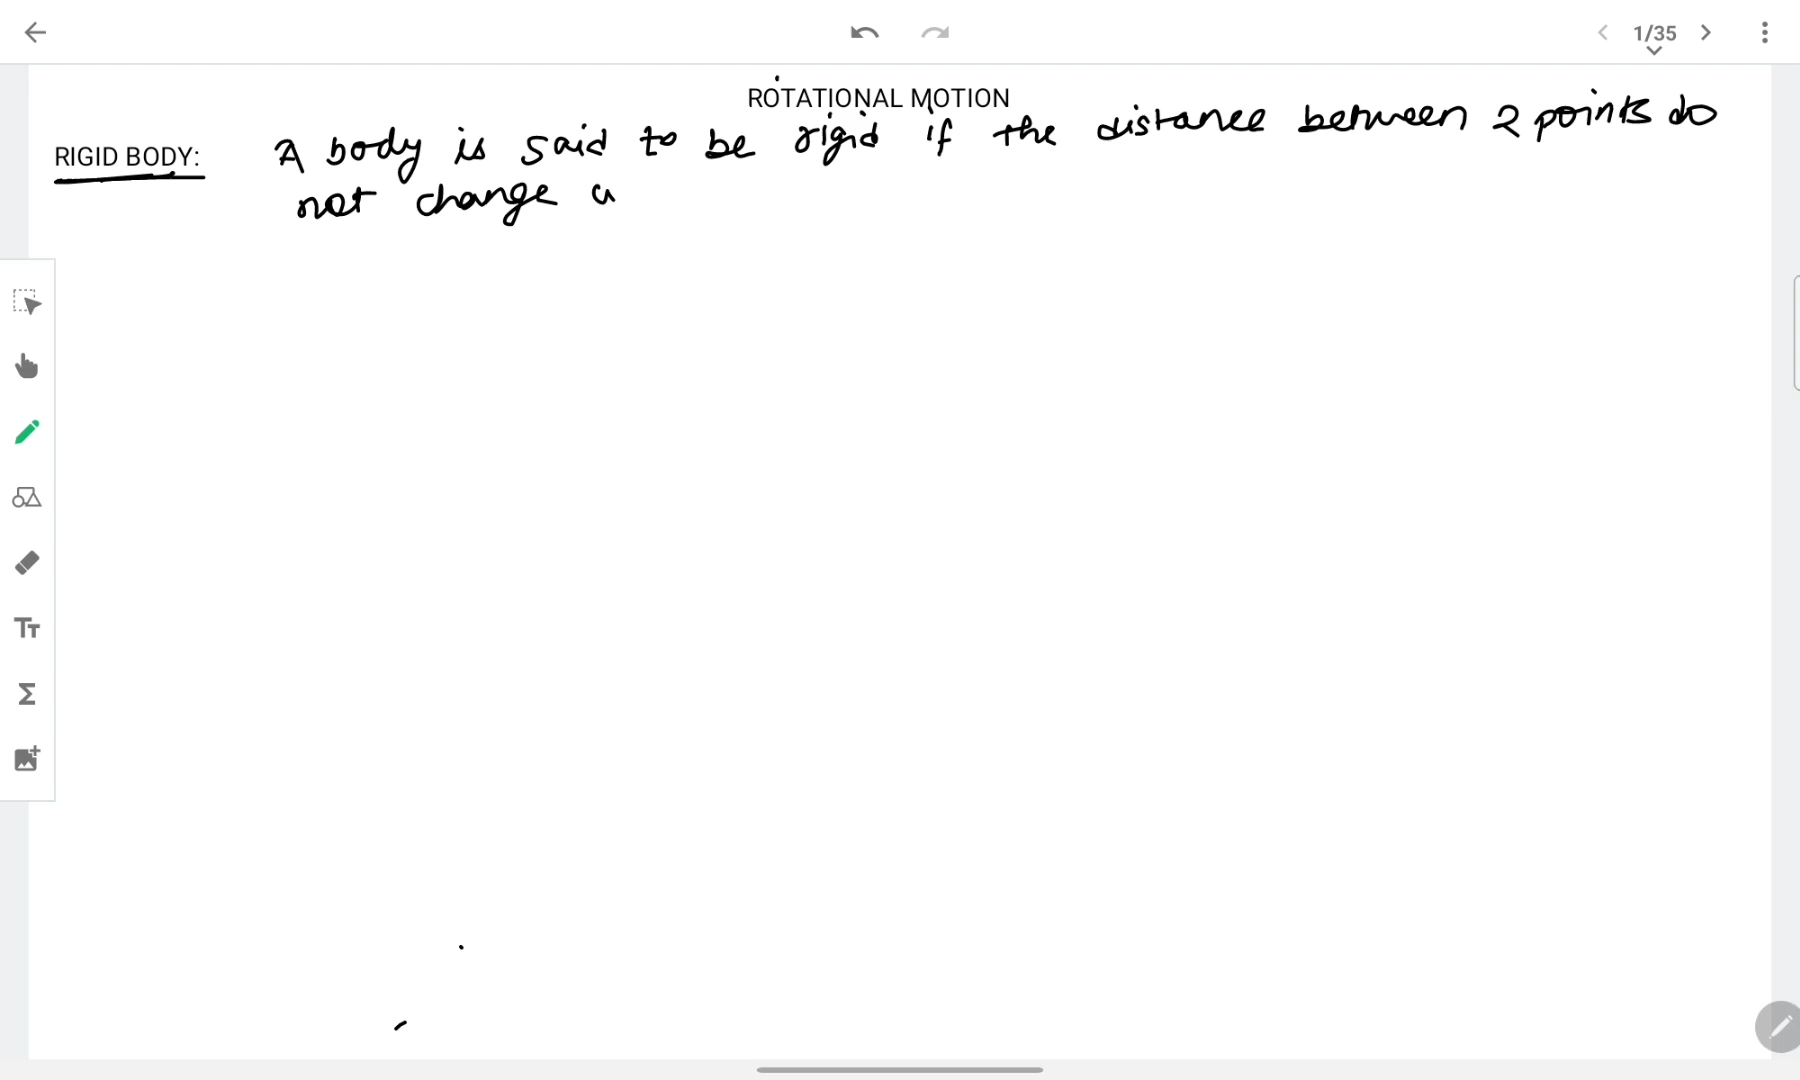 1/35
ROTATIONAL MOTION
RIGID BODY: A body is said to be rigid if the distance between 2 points do
not change
Tт
Σ